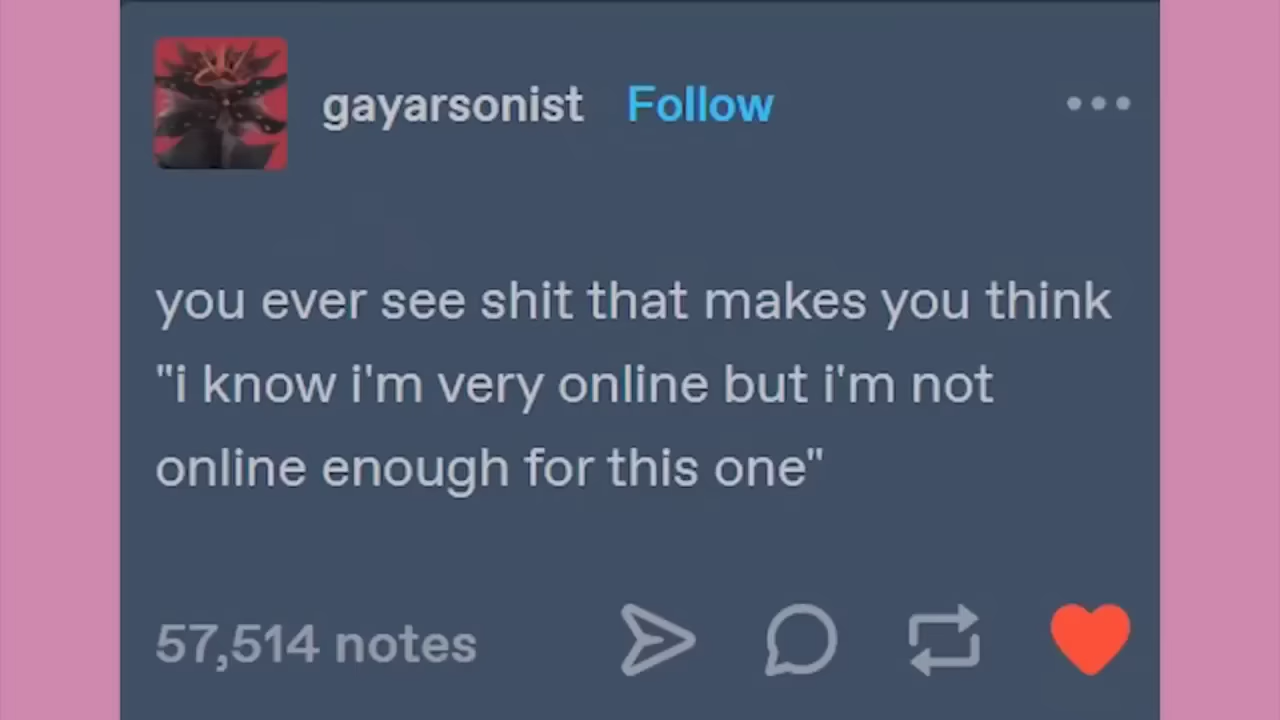 gayarsonist Follow
you ever see shit that makes you think
"i know i'm very online but i'm not
online enough for this one"
57,514 notes